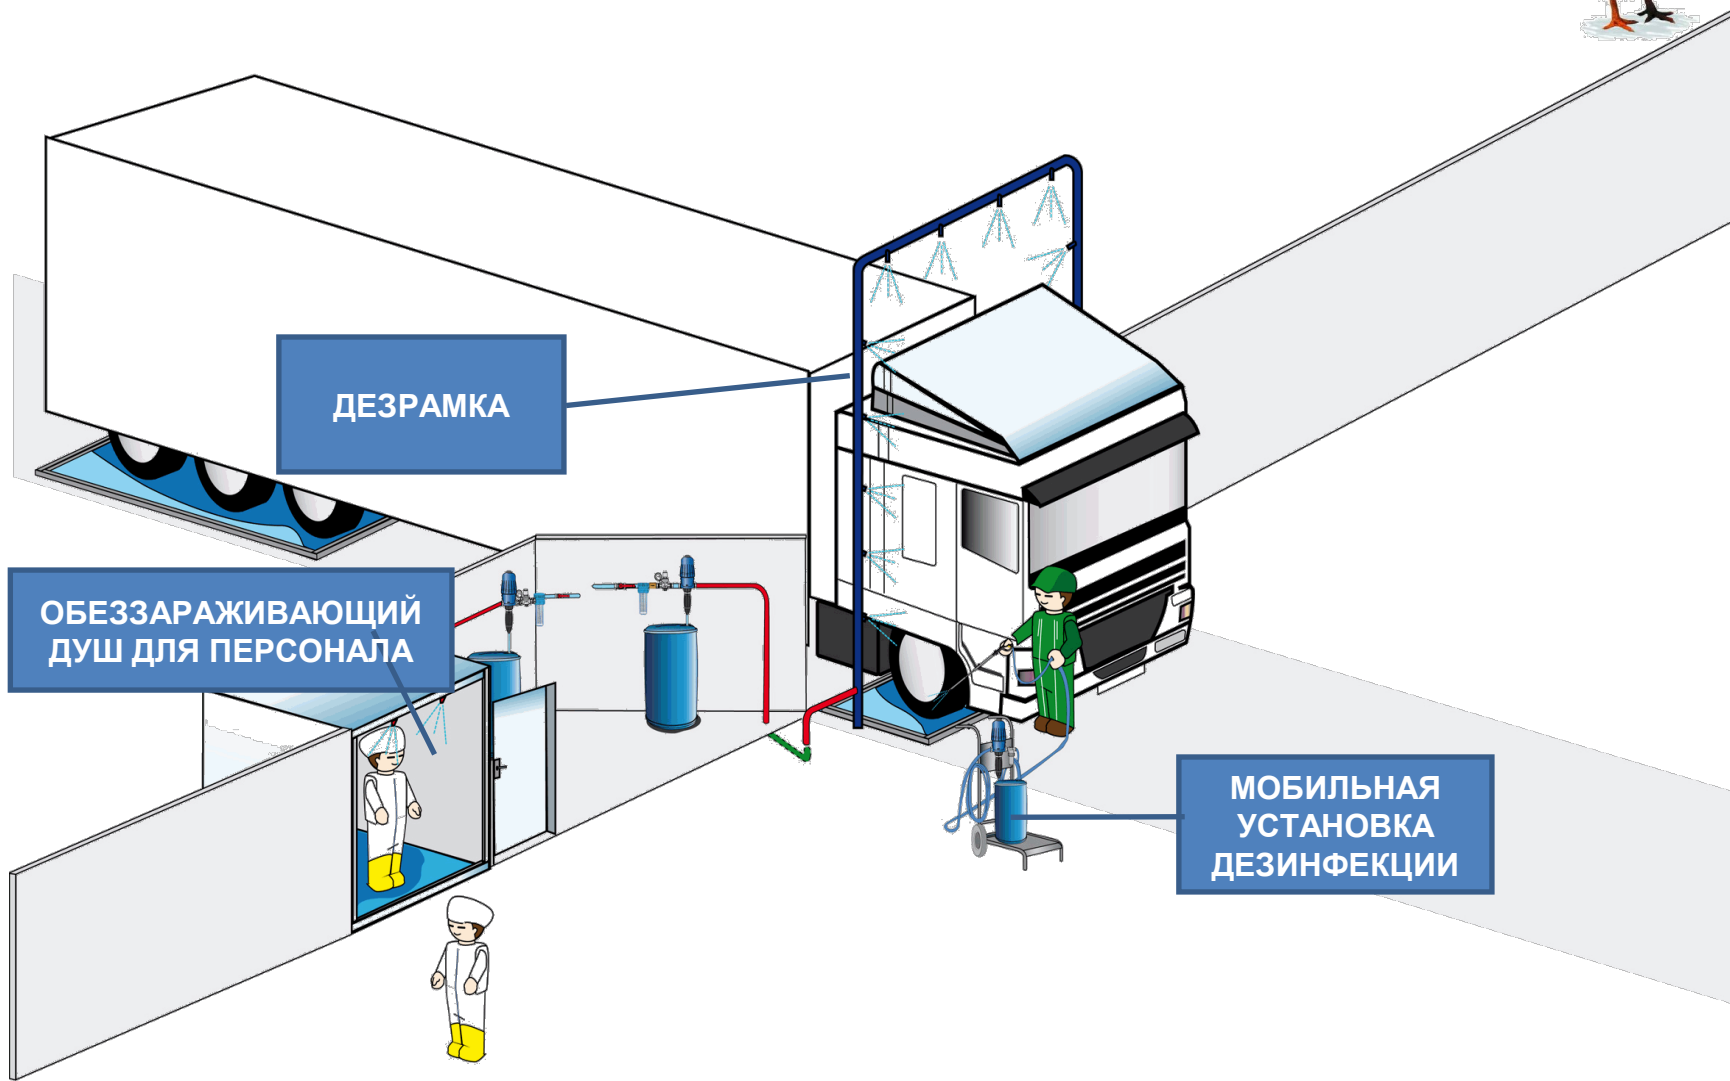 ДЕЗРАМКА
ОБЕЗЗАРАЖИВАЮЩИЙ
ДУШ ДЛЯ ПЕРСОНАЛА
МОБИЛЬНАЯ
УСТАНОВКА
ДЕЗИНФЕКЦИИ